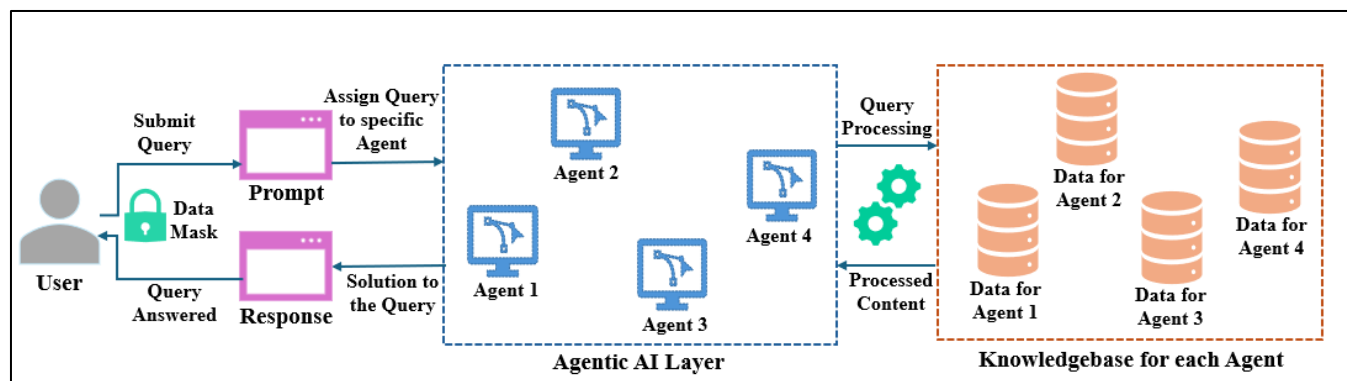 Submit
Query
Assign Query
to specific
Agent
Prompt
Data
Mask
User
Query
Answered
Response
Solution to
the Query
Agent 2
Agent 4
Agent 1
Agent 3
Agentic AI Layer
Query
Processing
Processed
Content
Data for
Agent 2
Data for
Agent 4
Data for
Agent 1
Data for
Agent 3
Knowledgebase for each Agent